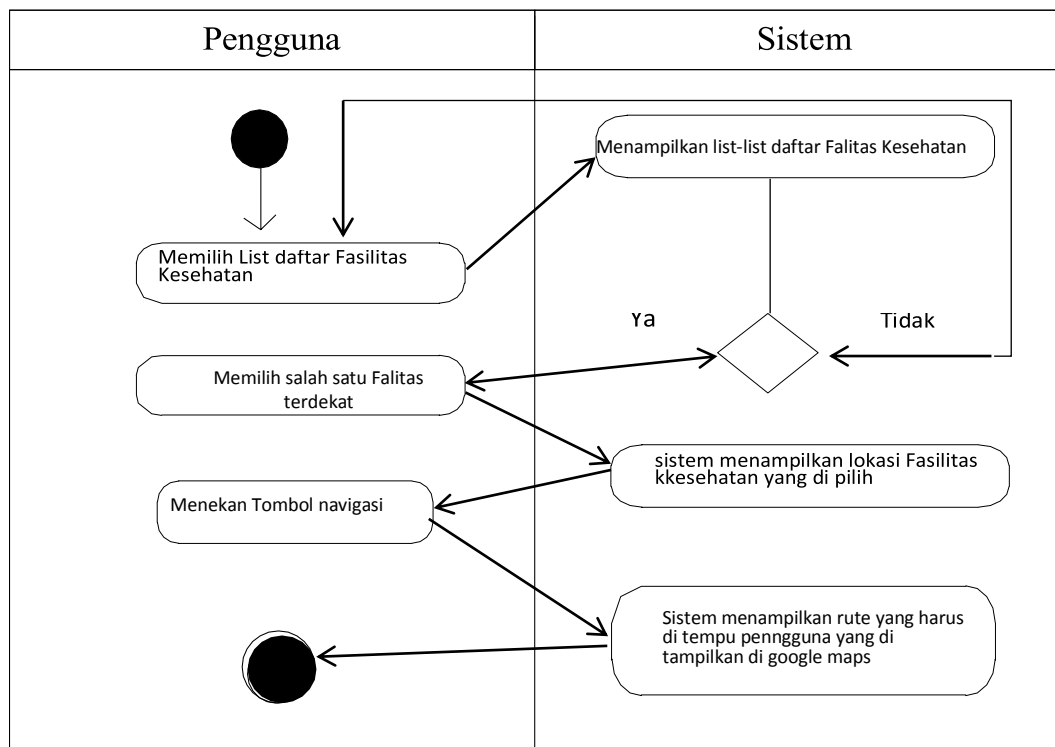 Pengguna
Sistem
Menampilkan list-list daftar Falitas Kesehatan
Memilih List daftar Fasilitas
Kesehatan
Ya
Tidak
Memilih salah satu Falitas
terdekat
sistem menampilkan lokasi Fasilitas
kkesehatan yang di pilih
Menekan Tombol navigasi
Sistem menampilkan rute yang harus
di tempu penngguna yang di
tampilkan di google maps